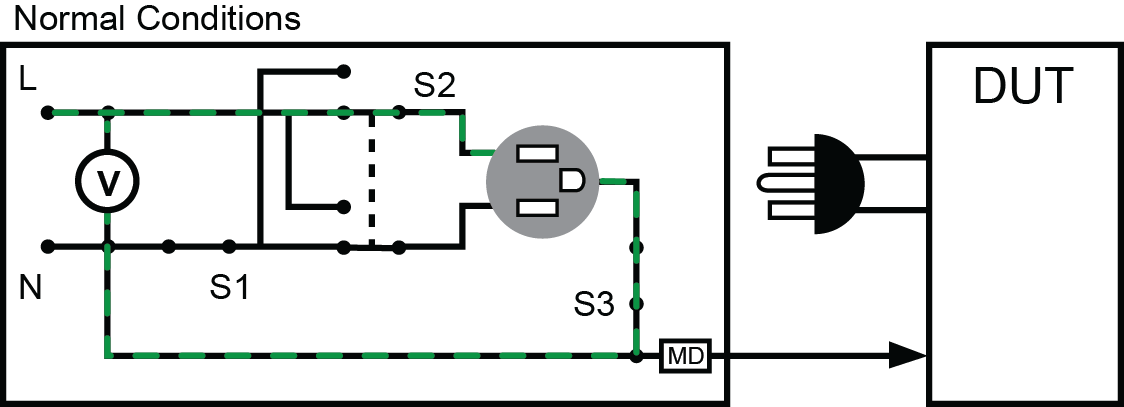 Normal Conditions
L
S2
DUT
V
N
S1
S3
MD